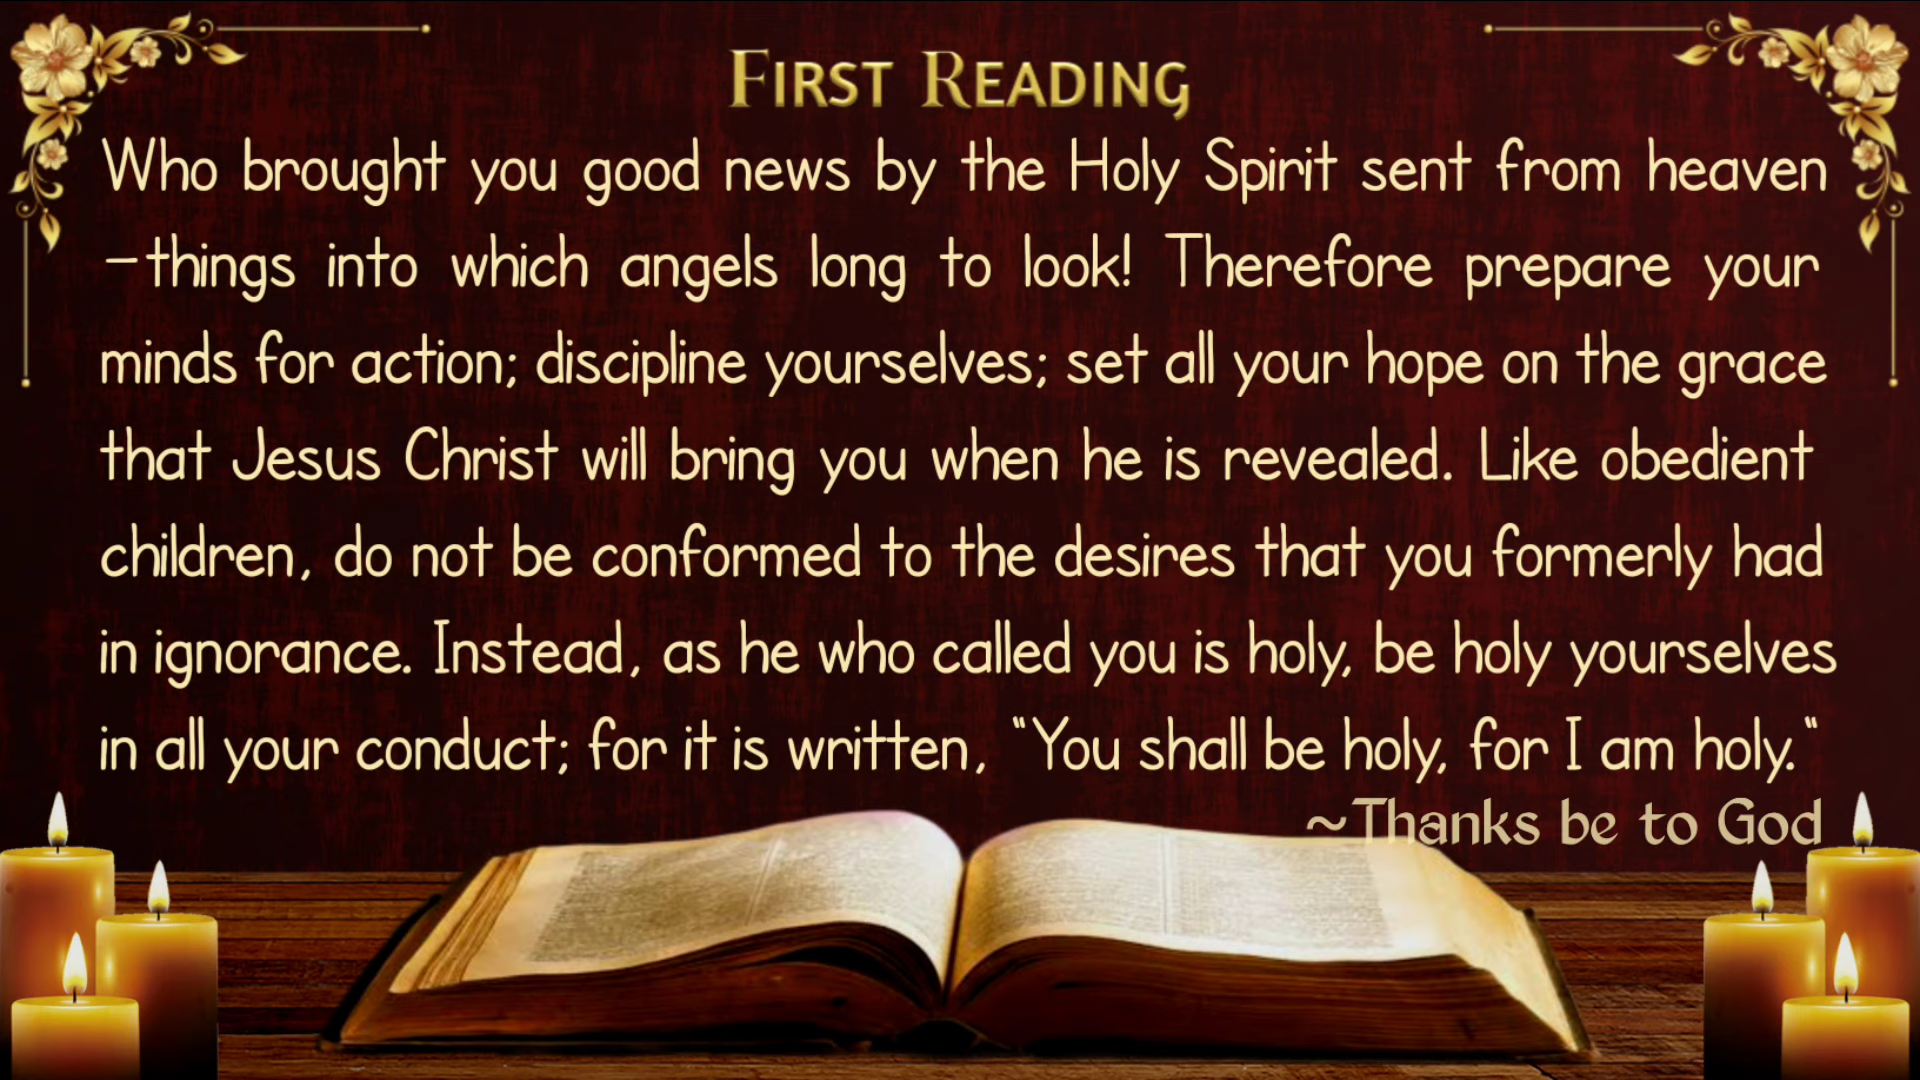 First Reading
Who brought you good news by the Holy Spirit sent from heaven
–things into which angels long to look! Therefore prepare your
minds for action; discipline yourselves; set all your hope on the grace
that Jesus Christ will bring you when he is revealed. Like obedient
children, do not be conformed to the desires that you formerly had
in ignorance. Instead, as he who called you is holy, be holy yourselves
in all your conduct; for it is written, "You shall be holy, for I am holy."
~Thanks be to God